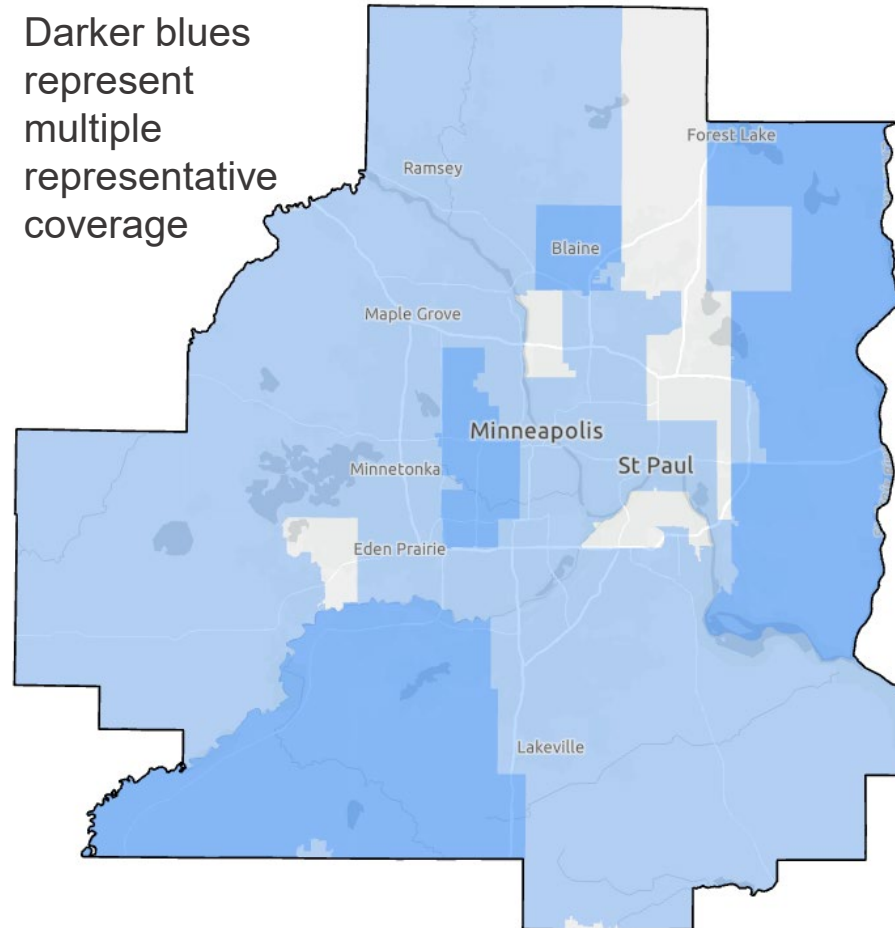 Darker blues
represent
multiple
representative
coverage
Forest Lake
Ramsey
Blaine
Maple Grove
Minneapolis
St Paul
Minnetonka
Eden Prairie
Lakeville